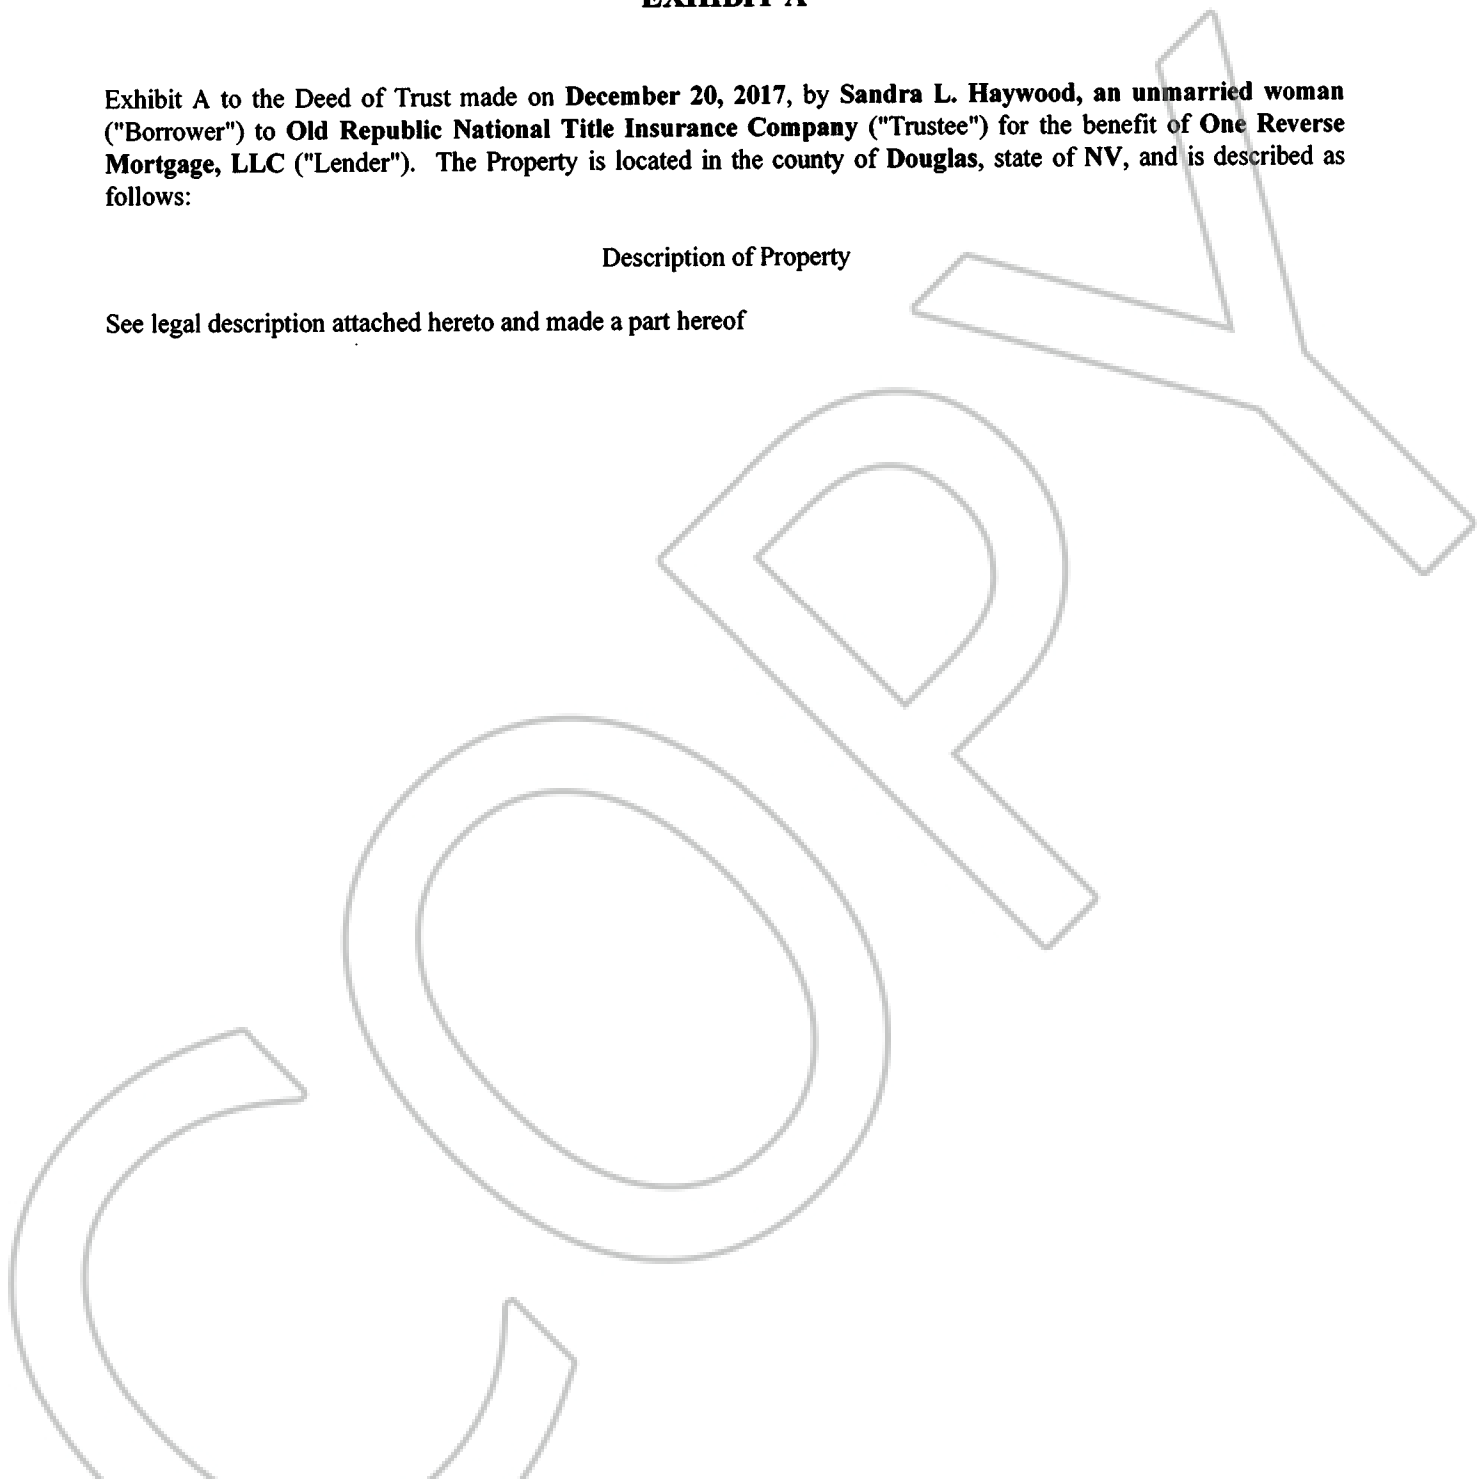 EXHIBIT A
Exhibit A to the Deed of Trust made on December 20, 2017, by Sandra L. Haywood, an unmarried woman
("Borrower") to Old Republic National Title Insurance Company ("Trustee") for the benefit of One Reverse
Mortgage, LLC ("Lender"). The Property is located in the county of Douglas, state of NV, and is described as
follows:
Description of Property
See legal description attached hereto and made a part hereof
COPY